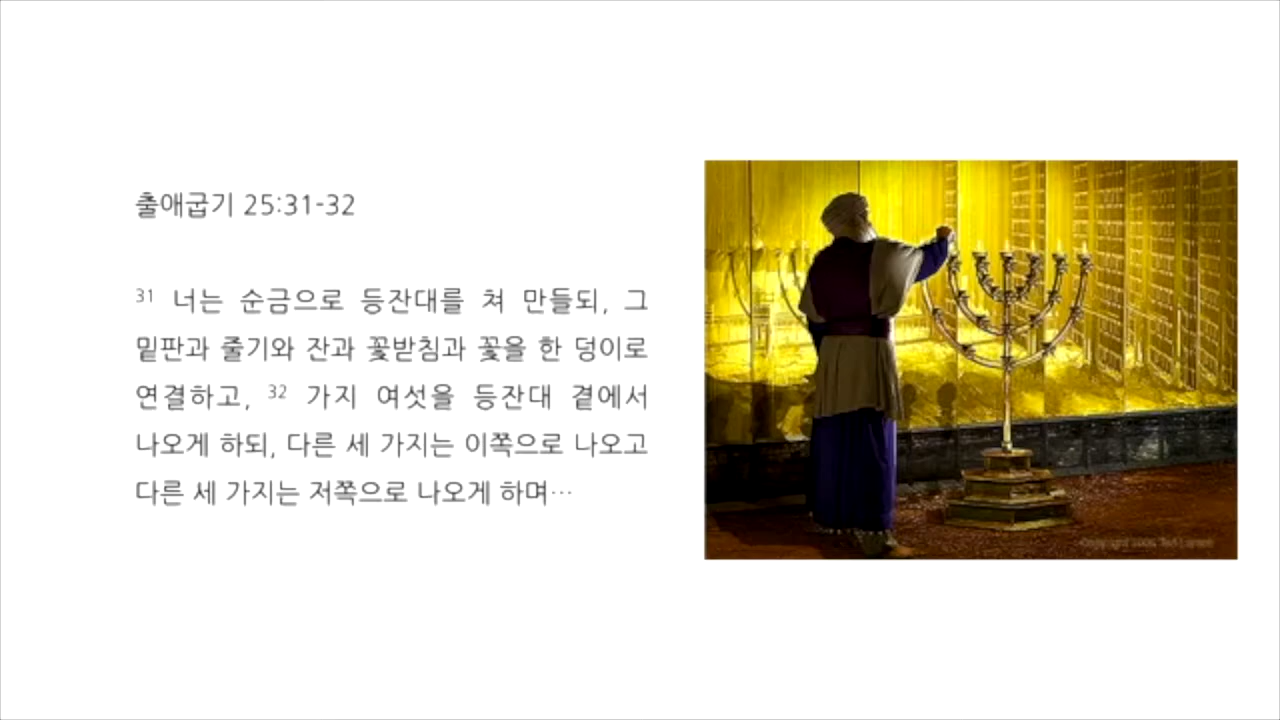 출애굽기 25:31-32
31 너는 순금으로 등잔대를 쳐 만들되, 그
밑판과 줄기와 잔과 꽃받침과 꽃을 한 덩이로
연결하고, 32 가지 여섯을 등잔대 곁에서
나오게 하되, 다른 세 가지는 이쪽으로 나오고
다른 세 가지는 저쪽으로 나오게 하며…